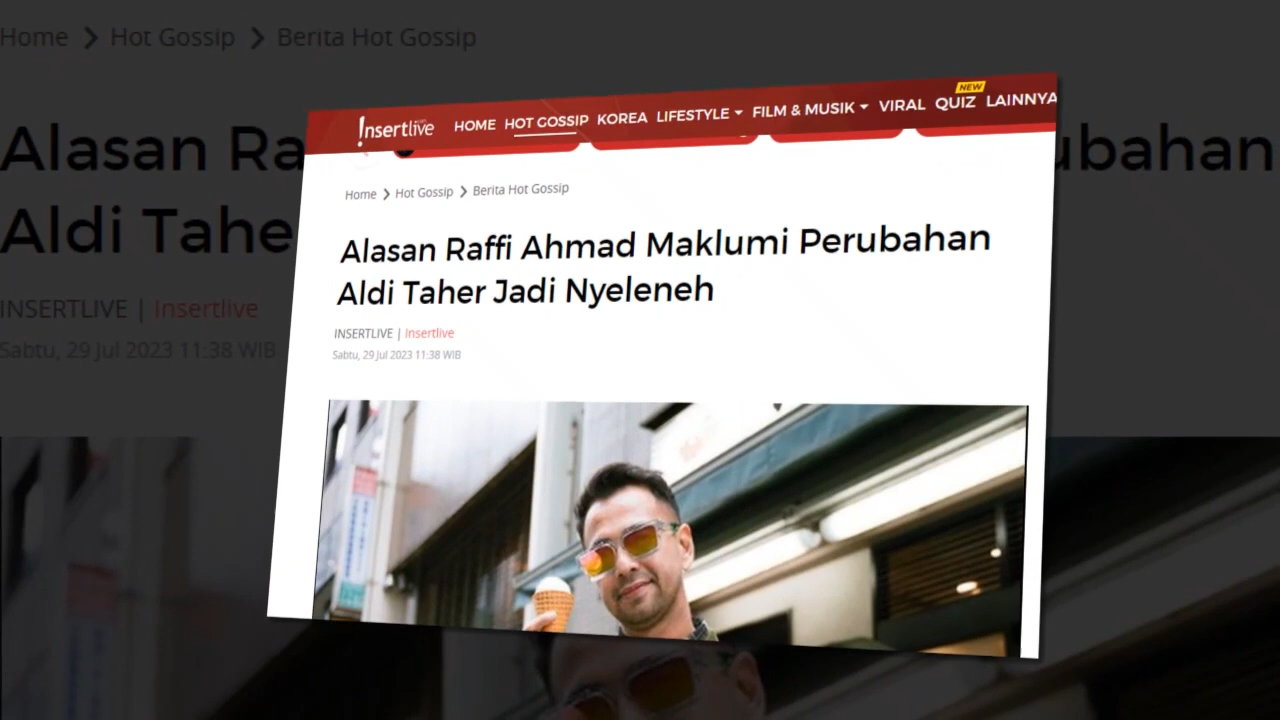 Home > Hot Gossip > Berita Hot Gossip
Alasan Ra
ubahan
Aldi Tahe
INSERTLIVE | Insertlive
Sabtu, 29 Jul 2023 11:38 WIB
Insertlive HOME HOT GOSSIP KOREA LIFESTYLE FILM & MUSIK VIRAL QUIZ NEW LAINNYA
Home > Hot Gossip > Berita Hot Gossip
Alasan Raffi Ahmad Maklumi Perubahan
Aldi Taher Jadi Nyeleneh
INSERTLIVE | Insertlive
Sabtu, 29 Jul 2023 11:38 WIB